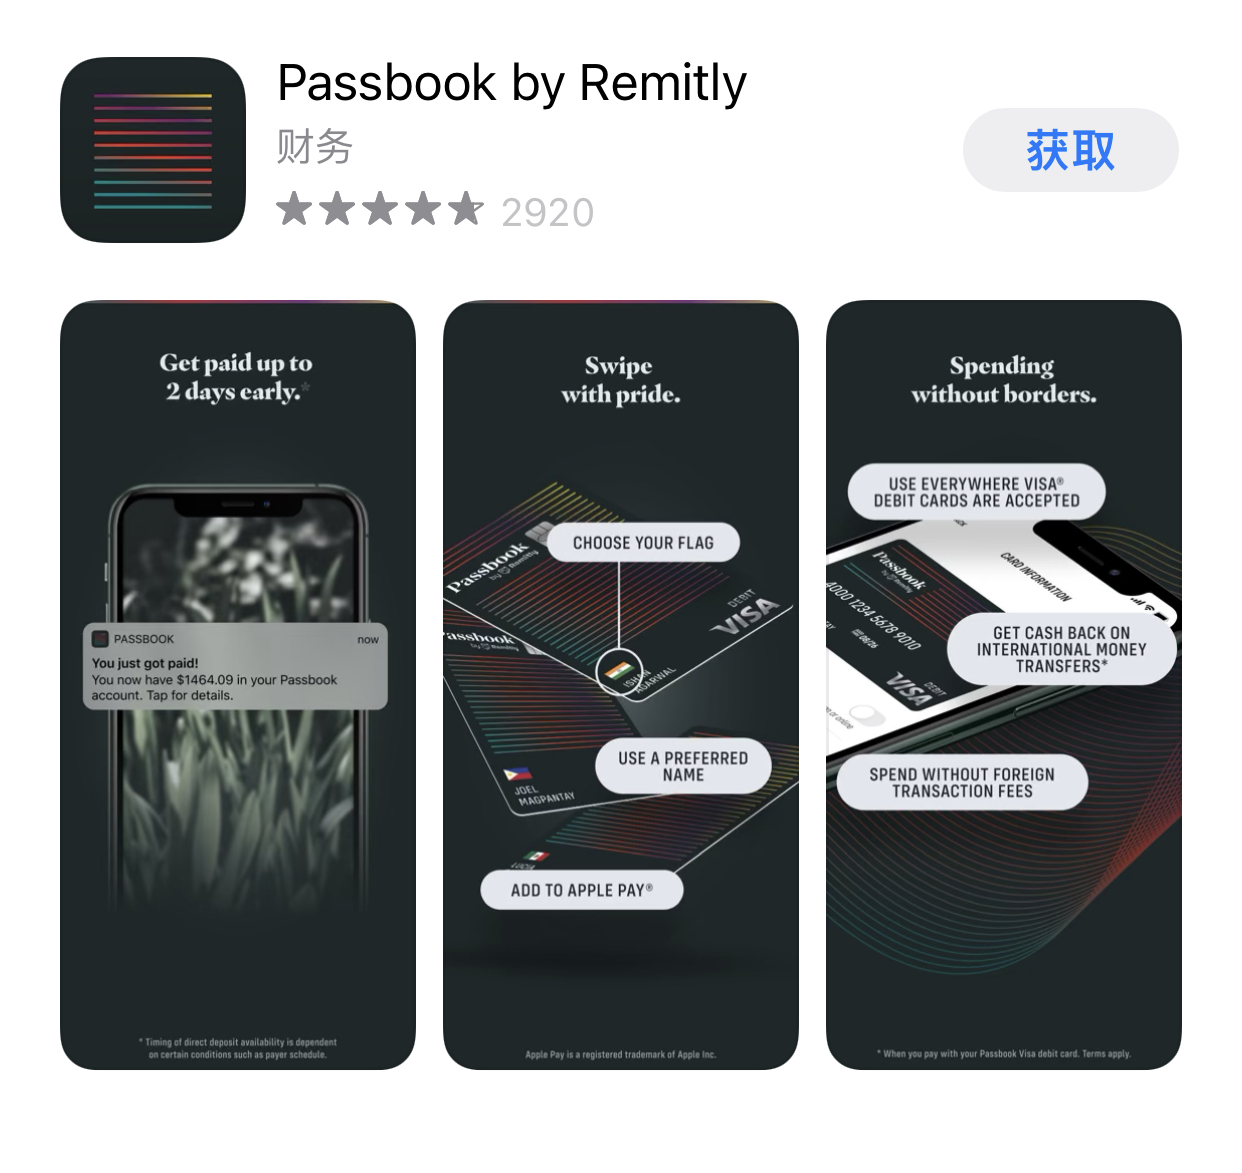 Passbook by Remitly
财务
2920
获取
Get paid up to
2 days early.*
PASSBOOK
now
You just got paid!
You now have $1464.09 in your Passbook
account. Tap for details.
* Timing of direct deposit availability is dependent
on certain conditions such as payer schedule.
Swipe
with pride.
CHOOSE YOUR FLAG
Passbook
by Remitly
DEBIT
VISA
ISHAN
AGARWAL
Passbook
by Remitly
USE A PREFERRED
NAME
JOEL
MAGPANTAY
LUCIA
ADD TO APPLE PAY®
Apple Pay is a registered trademark of Apple Inc.
Spending
without borders.
USE EVERYWHERE VISA®
DEBIT CARDS ARE ACCEPTED
CARD INFORMATION
Passbook
by Remitly
4000 1234 5678 9010
08/26
DEBIT
VISA
GET CASH BACK ON
INTERNATIONAL MONEY
TRANSFERS*
or online
SPEND WITHOUT FOREIGN
TRANSACTION FEES
* When you pay with your Passbook Visa debit card. Terms apply.